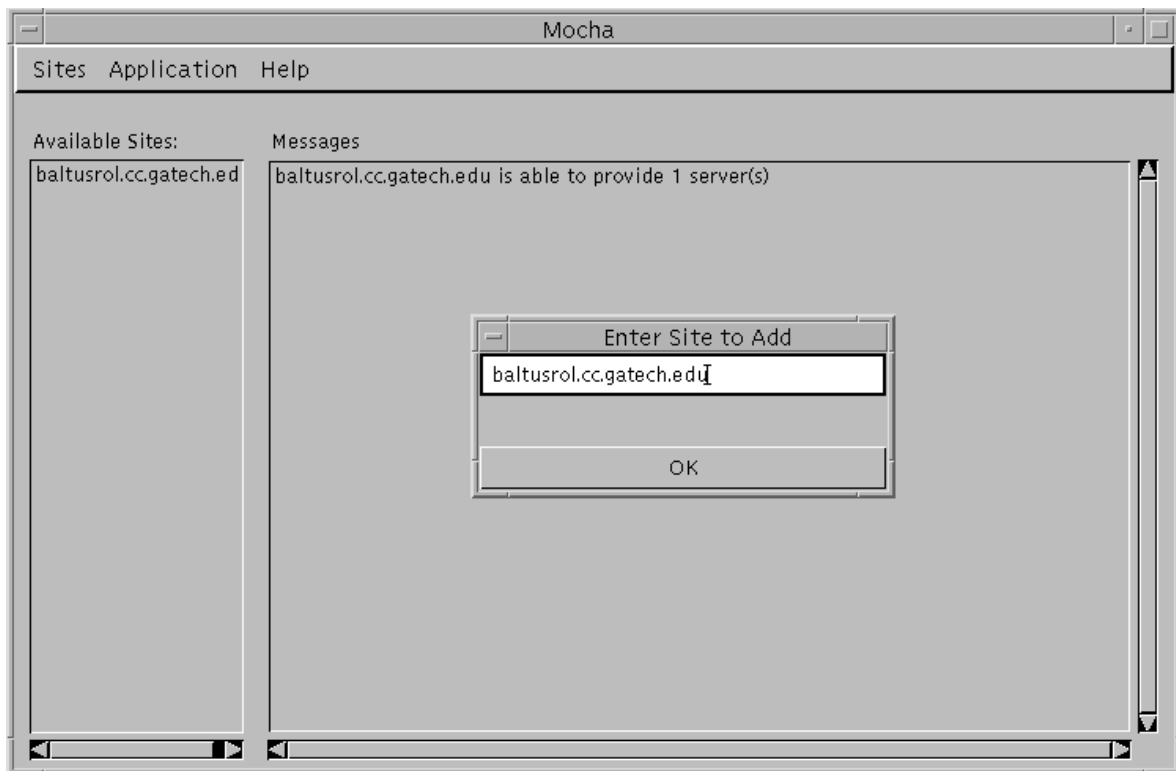 Mocha
Sites Application Help
Available Sites:
baltusrol.cc.gatech.ed
Messages
baltusrol.cc.gatech.edu is able to provide 1 server(s)
Enter Site to Add
baltusrol.cc.gatech.edu
OK